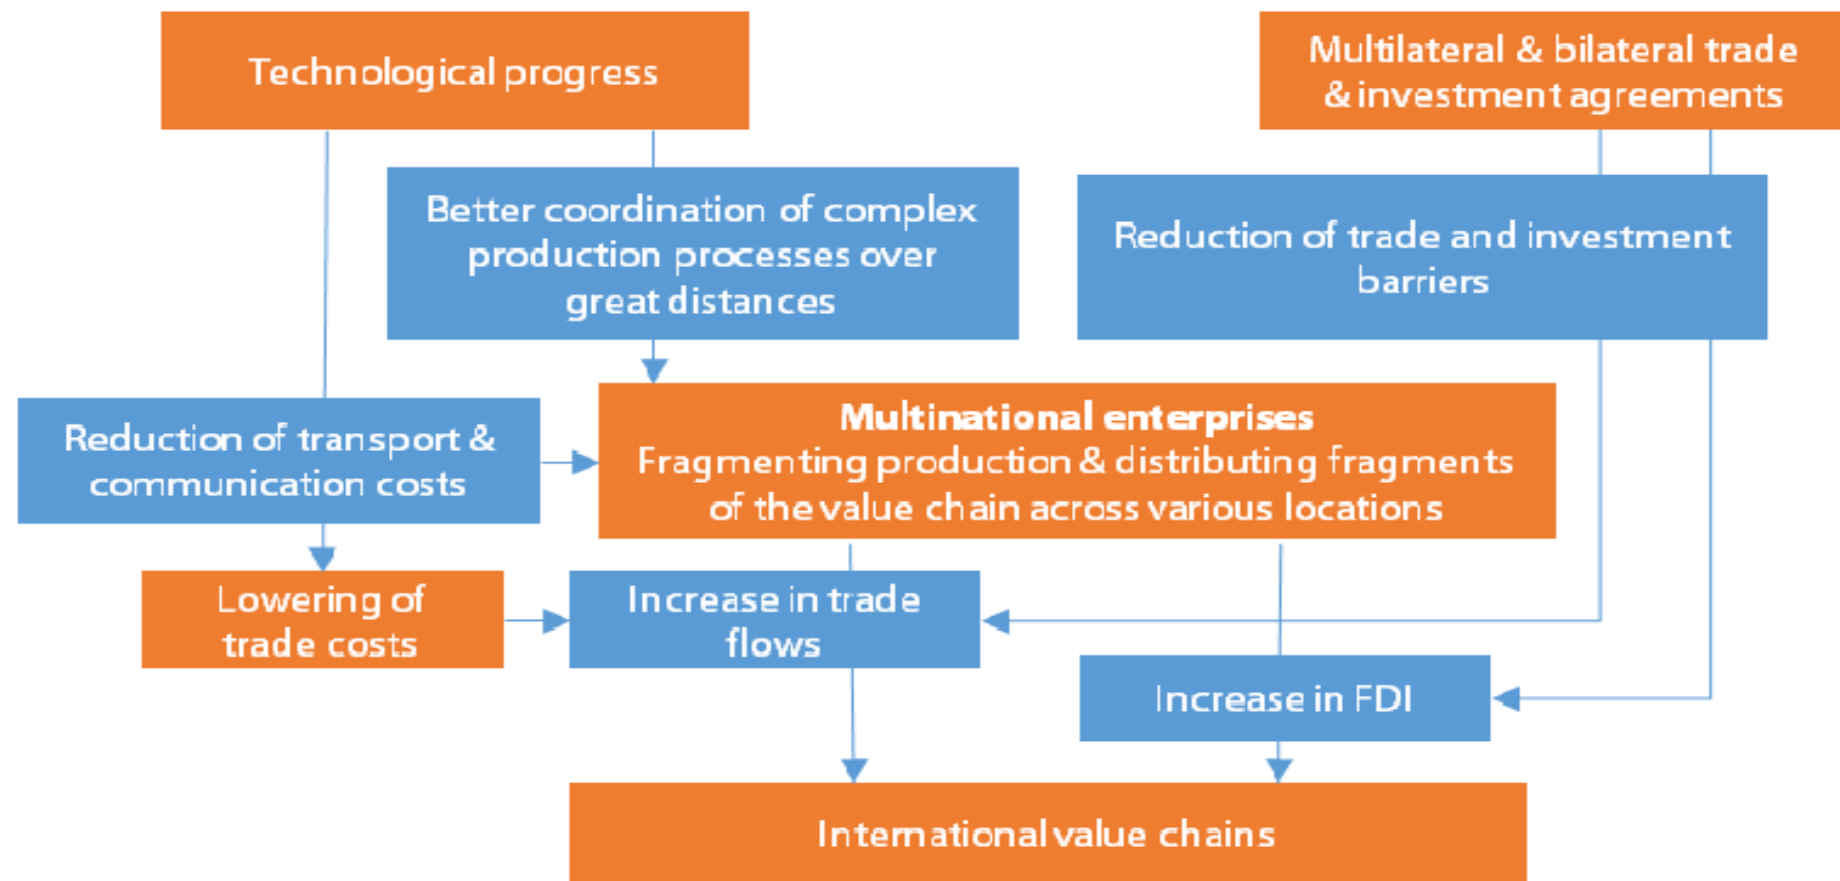 Technological progress
Multilateral & bilateral trade
& investment agreements
Better coordination of complex
production processes over
great distances
Reduction of trade and investment
barriers
Reduction of transport &
communication costs
Multinational enterprises
Fragmenting production & distributing fragments
of the value chain across various locations
Lowering of
trade costs
Increase in trade
flows
Increase in FDI
International value chains